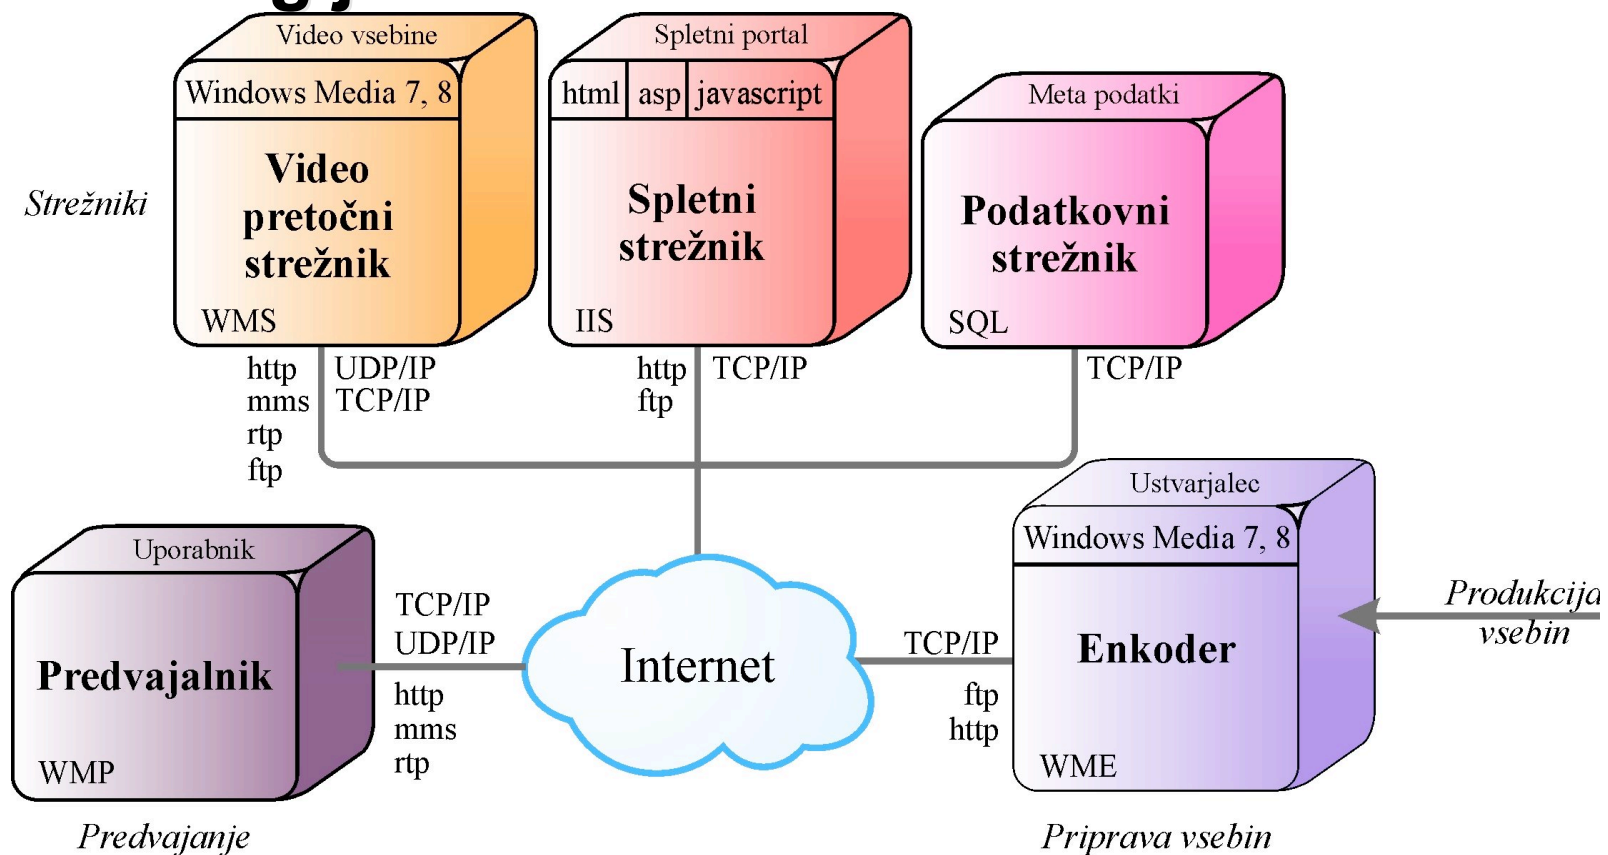 Video vsebine
Windows Media 7, 8
Video
pretočni
strežnik
WMS
Spletni portal
html asp javascript
Spletni
strežnik
IIS
Meta podatki
Podatkovni
strežnik
SQL
Strežniki
http UDP/IP
mms TCP/IP
rtp
ftp
http TCP/IP
ftp
TCP/IP
Uporabnik
Predvajalnik
WMP
Predvajanje
TCP/IP
UDP/IP
http
mms
rtp
Internet
TCP/IP
ftp
http
Ustvarjalec
Windows Media 7, 8
Enkoder
WME
Priprava vsebin
Produkcija
vsebin